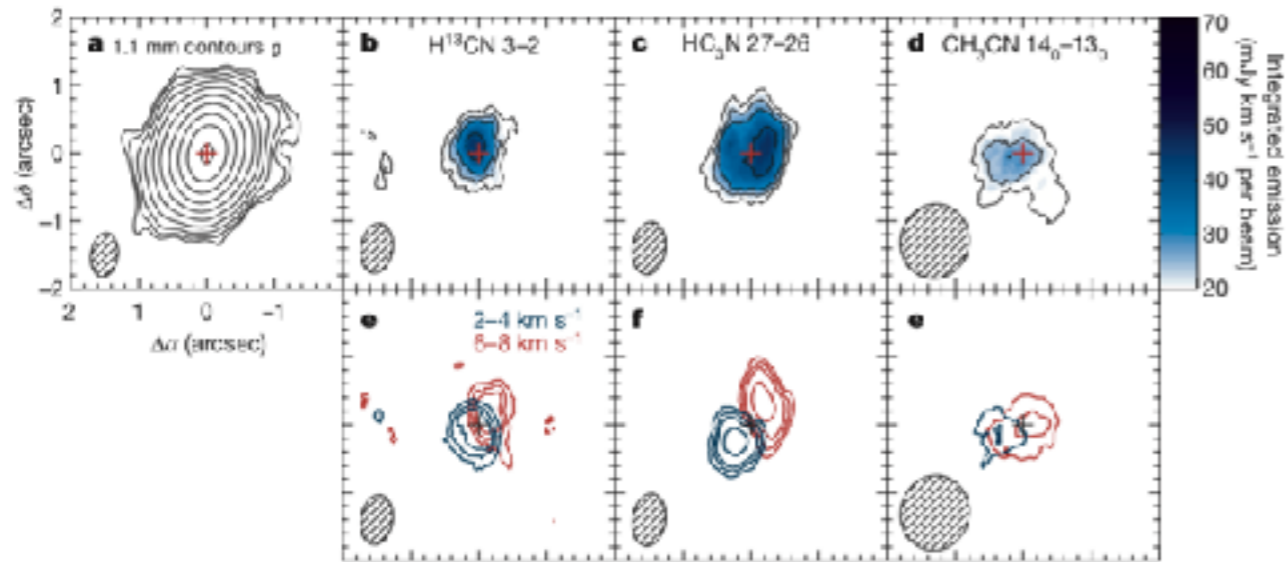 2
1
0
−1
−2
Δδ (arcsec)
a 1.1 mm contours g
2 1 0 −1
Δα (arcsec)
b H¹³CN 3–2
c HC₃N 27–26
d CH₃CN 14₀–13₀
70
60
50
40
30
20
Integrated emission
(mJy km s⁻¹ per beam)
e 2–4 km s⁻¹
6–8 km s⁻¹
f
e